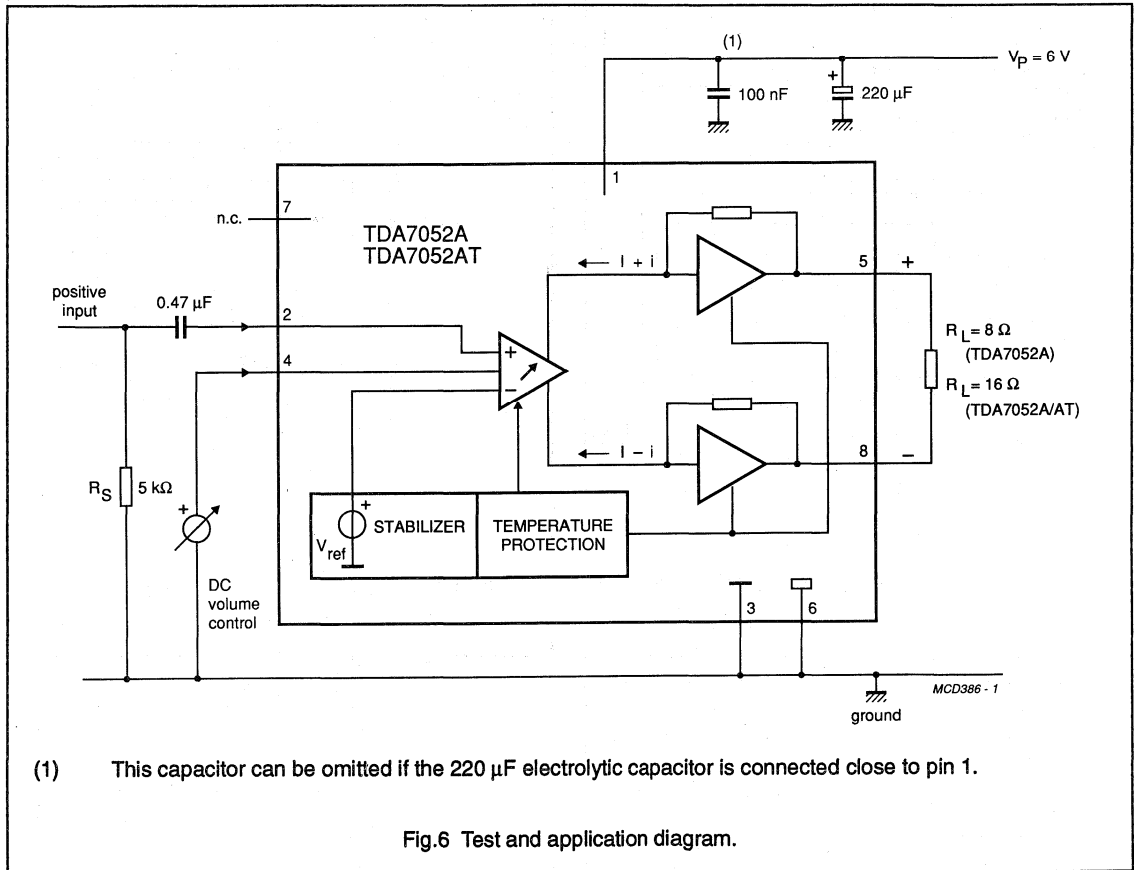 (1)
V_P = 6 V
+
100 nF
220 μF
1
7
n.c.
TDA7052A
TDA7052AT
I + i
5
+
positive
input
0.47 μF
2
4
+
−
R_L = 8 Ω
(TDA7052A)
R_L = 16 Ω
(TDA7052A/AT)
I − i
8
−
R_S
5 kΩ
+
+
STABILIZER
V_ref
TEMPERATURE
PROTECTION
DC
volume
control
3
6
MCD386 - 1
ground
(1) This capacitor can be omitted if the 220 μF electrolytic capacitor is connected close to pin 1.
Fig.6 Test and application diagram.